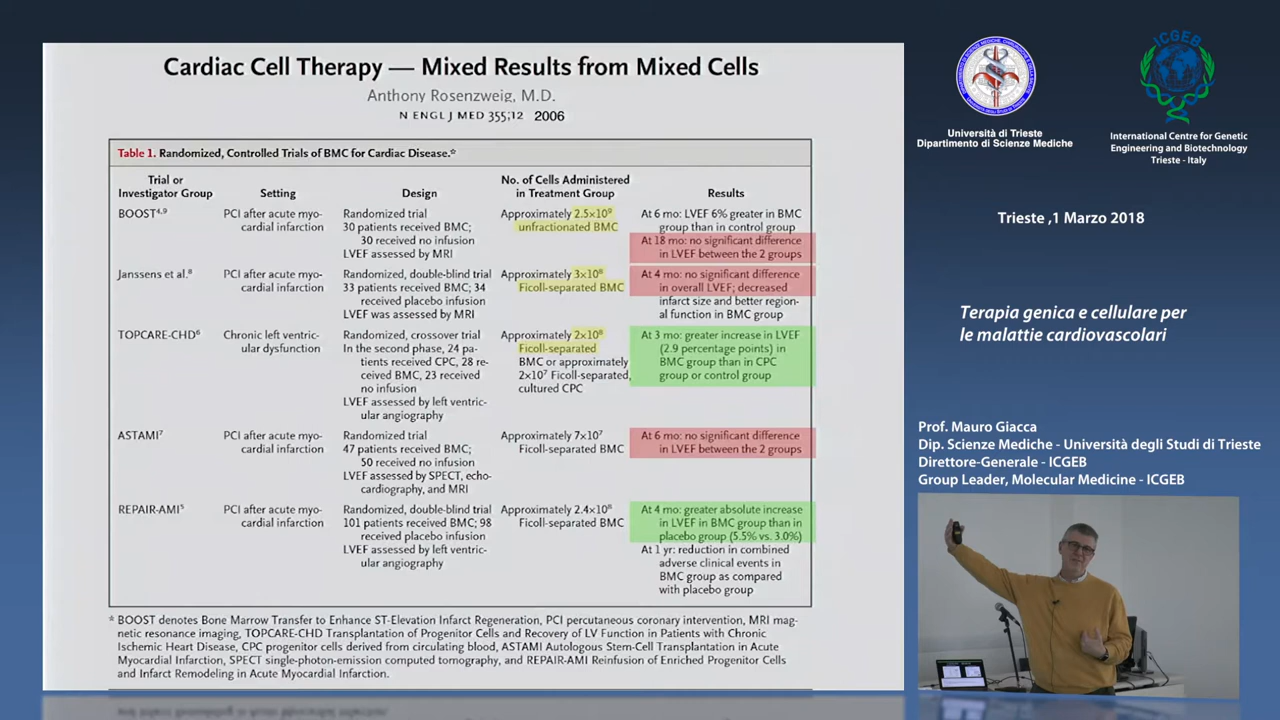 Cardiac Cell Therapy — Mixed Results from Mixed Cells
Anthony Rosenzweig, M.D.
N ENGL J MED 355;12 2006
Table 1. Randomized, Controlled Trials of BMC for Cardiac Disease.*
Trial or
Investigator Group
Setting
Design
No. of Cells Administered
in Treatment Group
Results
BOOST4,9
PCI after acute myo-
cardial infarction
Randomized trial
30 patients received BMC;
30 received no infusion
LVEF assessed by MRI
Approximately 2.5×10⁹
unfractionated BMC
At 6 mo: LVEF 6% greater in BMC
group than in control group
At 18 mo: no significant difference
in LVEF between the 2 groups
Janssens et al.8
PCI after acute myo-
cardial infarction
Randomized, double-blind trial
33 patients received BMC; 34
received placebo infusion
LVEF was assessed by MRI
Approximately 3×10⁸
Ficoll-separated BMC
At 4 mo: no significant difference
in overall LVEF; decreased
infarct size and better region-
al function in BMC group
TOPCARE-CHD6
Chronic left ventric-
ular dysfunction
Randomized, crossover trial
In the second phase, 24 pa-
tients received CPC, 28 re-
ceived BMC, 23 received
no infusion
LVEF assessed by left ventric-
ular angiography
Approximately 2×10⁸
Ficoll-separated
BMC or approximately
2×10⁷ Ficoll-separated,
cultured CPC
At 3 mo: greater increase in LVEF
(2.9 percentage points) in
BMC group than in CPC
group or control group
ASTAMI7
PCI after acute myo-
cardial infarction
Randomized trial
47 patients received BMC;
50 received no infusion
LVEF assessed by SPECT, echo-
cardiography, and MRI
Approximately 7×10⁷
Ficoll-separated BMC
At 6 mo: no significant difference
in LVEF between the 2 groups
REPAIR-AMI5
PCI after acute myo-
cardial infarction
Randomized, double-blind trial
101 patients received BMC; 98
received placebo infusion
LVEF assessed by left ventric-
ular angiography
Approximately 2.4×10⁸
Ficoll-separated BMC
At 4 mo: greater absolute increase
in LVEF in BMC group than in
placebo group (5.5% vs. 3.0%)
At 1 yr: reduction in combined
adverse clinical events in
BMC group as compared
with placebo group
* BOOST denotes Bone Marrow Transfer to Enhance ST-Elevation Infarct Regeneration, PCI percutaneous coronary intervention, MRI mag-
netic resonance imaging, TOPCARE-CHD Transplantation of Progenitor Cells and Recovery of LV Function in Patients with Chronic
Ischemic Heart Disease, CPC progenitor cells derived from circulating blood, ASTAMI Autologous Stem-Cell Transplantation in Acute
Myocardial Infarction, SPECT single-photon-emission computed tomography, and REPAIR-AMI Reinfusion of Enriched Progenitor Cells
and Infarct Remodeling in Acute Myocardial Infarction.
Università di Trieste
Dipartimento di Scienze Mediche
ICGEB
International Centre for Genetic
Engineering and Biotechnology
Trieste - Italy
Trieste ,1 Marzo 2018
Terapia genica e cellulare per
le malattie cardiovascolari
Prof. Mauro Giacca
Dip. Scienze Mediche - Università degli Studi di Trieste
Direttore-Generale - ICGEB
Group Leader, Molecular Medicine - ICGEB